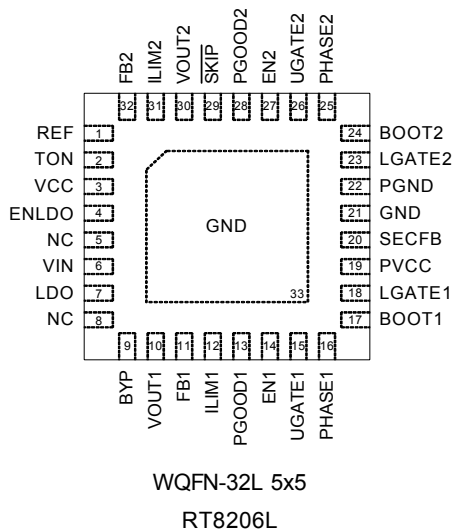 FB2
ILIM2
VOUT2
SKIP
PGOOD2
EN2
UGATE2
PHASE2
32 31 30 29 28 27 26 25
REF 1
TON 2
VCC 3
ENLDO 4
NC 5
VIN 6
LDO 7
NC 8
GND
33
24 BOOT2
23 LGATE2
22 PGND
21 GND
20 SECFB
19 PVCC
18 LGATE1
17 BOOT1
9 10 11 12 13 14 15 16
BYP
VOUT1
FB1
ILIM1
PGOOD1
EN1
UGATE1
PHASE1
WQFN-32L 5x5
RT8206L